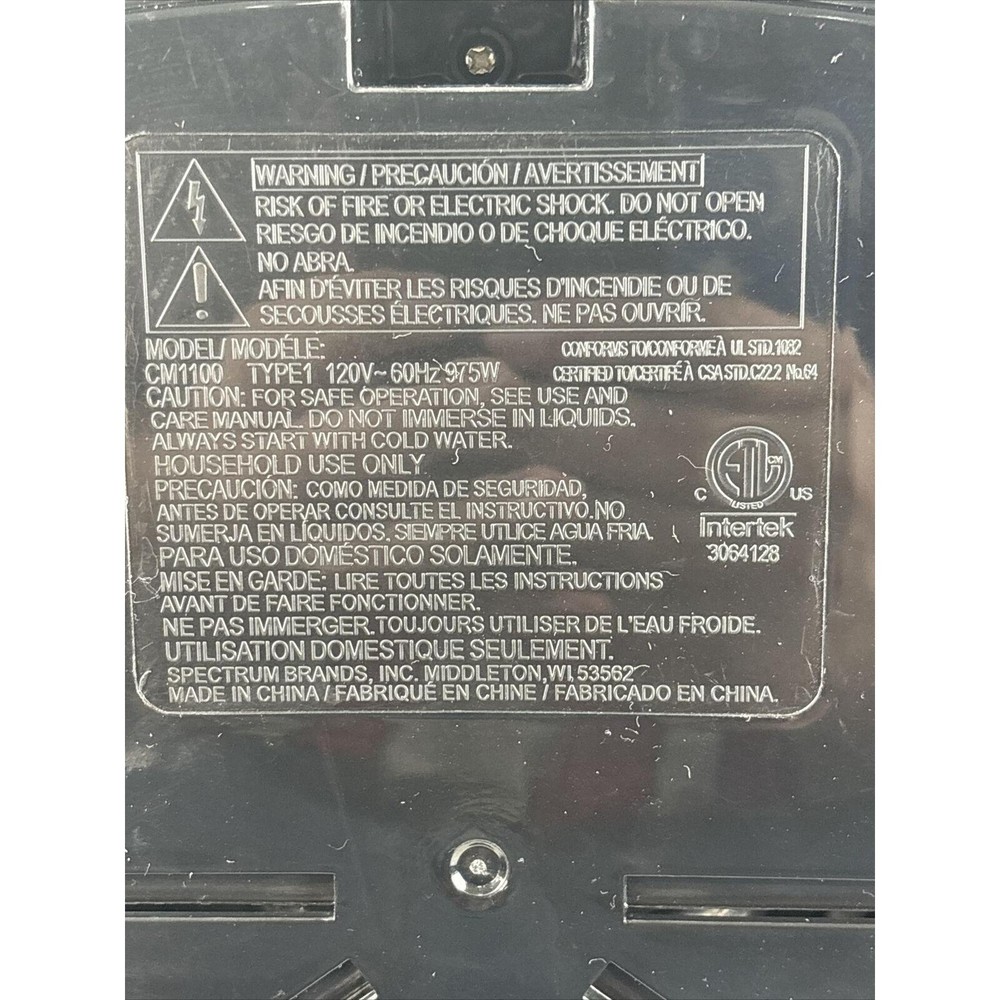 WARNING / PRECAUCIÓN / AVERTISSEMENT
RISK OF FIRE OR ELECTRIC SHOCK. DO NOT OPEN
RIESGO DE INCENDIO O DE CHOQUE ELÉCTRICO.
NO ABRA.
AFIN D'ÉVITER LES RISQUES D'INCENDIE OU DE
SECOUSSES ÉLECTRIQUES. NE PAS OUVRIR.
MODEL/ MODÉLE:
CM1100 TYPE1 120V~ 60Hz 975W
CONFORMS TO/CONFORME À UL STD.1082
CERTIFIED TO/CERTIFÉ À CSA STD.C22.2 No.64
CAUTION: FOR SAFE OPERATION, SEE USE AND
CARE MANUAL. DO NOT IMMERSE IN LIQUIDS.
ALWAYS START WITH COLD WATER.
HOUSEHOLD USE ONLY
PRECAUCIÓN: COMO MEDIDA DE SEGURIDAD,
ANTES DE OPERAR CONSULTE EL INSTRUCTIVO.NO
SUMERJA EN LÍQUIDOS. SIEMPRE UTLICE AGUA FRIA.
PARA USO DOMÉSTICO SOLAMENTE.
MISE EN GARDE: LIRE TOUTES LES INSTRUCTIONS
AVANT DE FAIRE FONCTIONNER.
NE PAS IMMERGER.TOUJOURS UTILISER DE L'EAU FROIDE.
UTILISATION DOMESTIQUE SEULEMENT.
SPECTRUM BRANDS, INC. MIDDLETON,WI, 53562
MADE IN CHINA / FABRIQUÉ EN CHINE / FABRICADO EN CHINA.
ETL CM
C LISTED US
Intertek
3064128